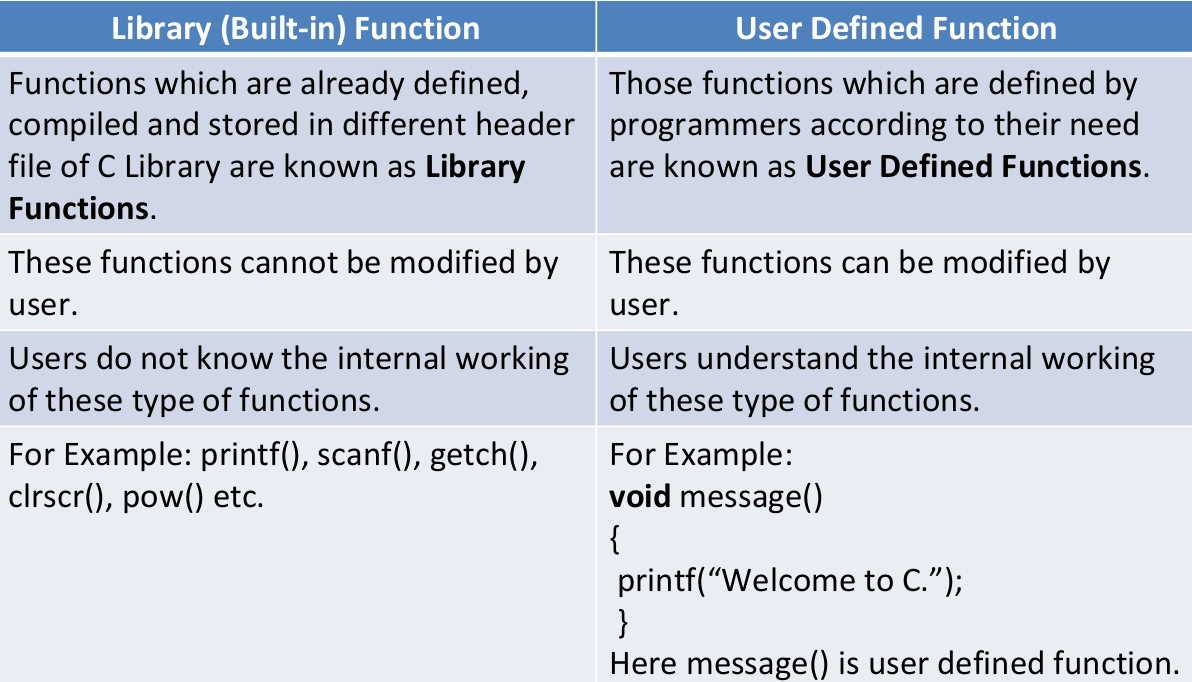 Library (Built-in) Function
User Defined Function
Functions which are already defined,
compiled and stored in different header
file of C Library are known as Library
Functions.
Those functions which are defined by
programmers according to their need
are known as User Defined Functions.
These functions cannot be modified by
user.
These functions can be modified by
user.
Users do not know the internal working
of these type of functions.
Users understand the internal working
of these type of functions.
For Example: printf(), scanf(), getch(),
clrscr(), pow() etc.
For Example:
void message()
{
printf(“Welcome to C.”);
}
Here message() is user defined function.